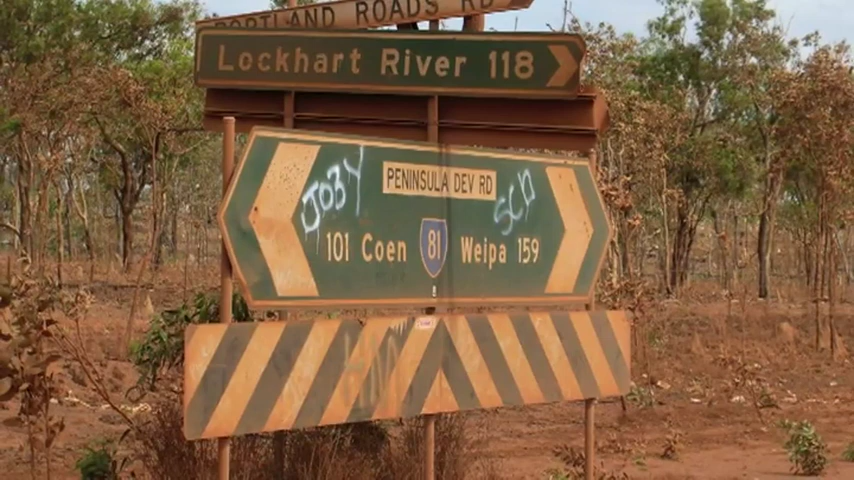 PORTLAND ROADS RD
Lockhart River 118
JOBY
PENINSULA DEV RD
SCD
101 Coen 81 Weipa 159